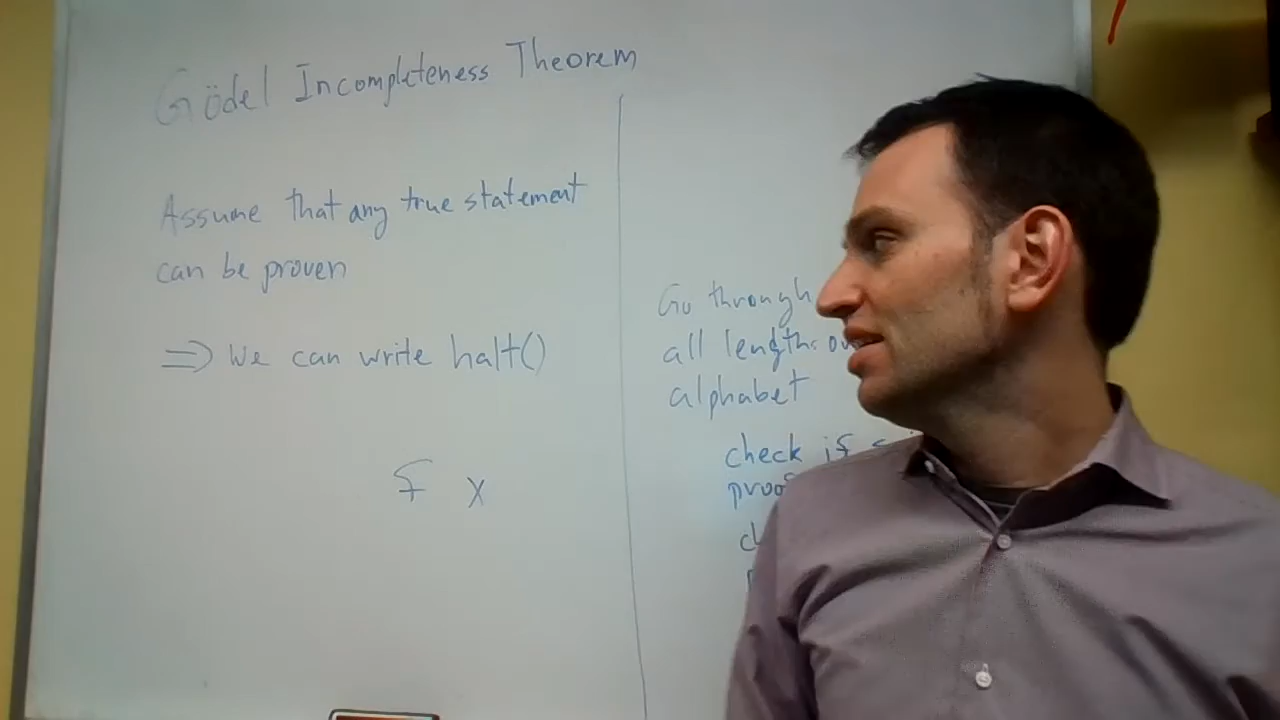 Gödel Incompleteness Theorem
Assume that any true statement
can be proven
⇒ We can write halt()
f x
Go through
all lengths
alphabet
check if